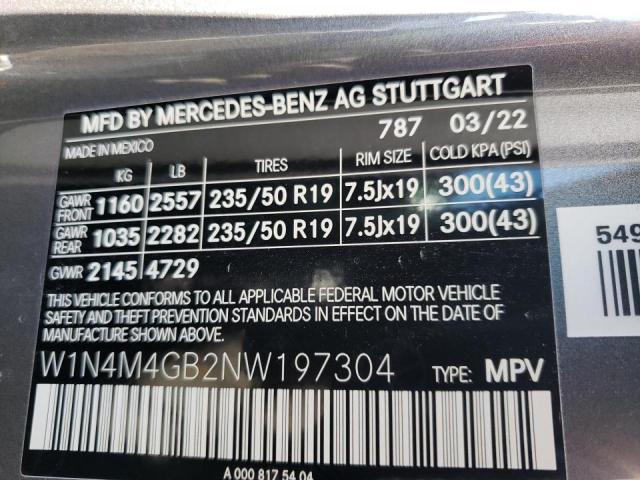 MFD BY MERCEDES-BENZ AG STUTTGART
MADE IN MEXICO 787 03/22
KG LB TIRES RIM SIZE COLD KPA(PSI)
GAWR FRONT 1160 2557 235/50 R19 7.5Jx19 300(43)
GAWR REAR 1035 2282 235/50 R19 7.5Jx19 300(43)
GVWR 2145 4729
THIS VEHICLE CONFORMS TO ALL APPLICABLE FEDERAL MOTOR VEHICLE
SAFETY AND THEFT PREVENTION STANDARDS IN EFFECT ON THE DATE OF
MANUFACTURE SHOWN ABOVE.
W1N4M4GB2NW197304 TYPE: MPV
A 000 817 54 04
549